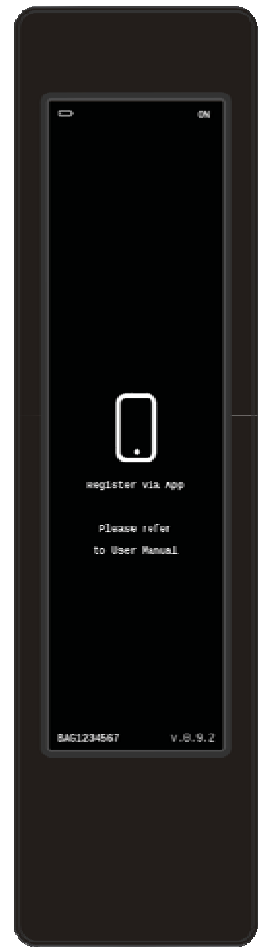 ON
Register via App
Please refer
to User Manual
BAG1234567
v.0.9.2